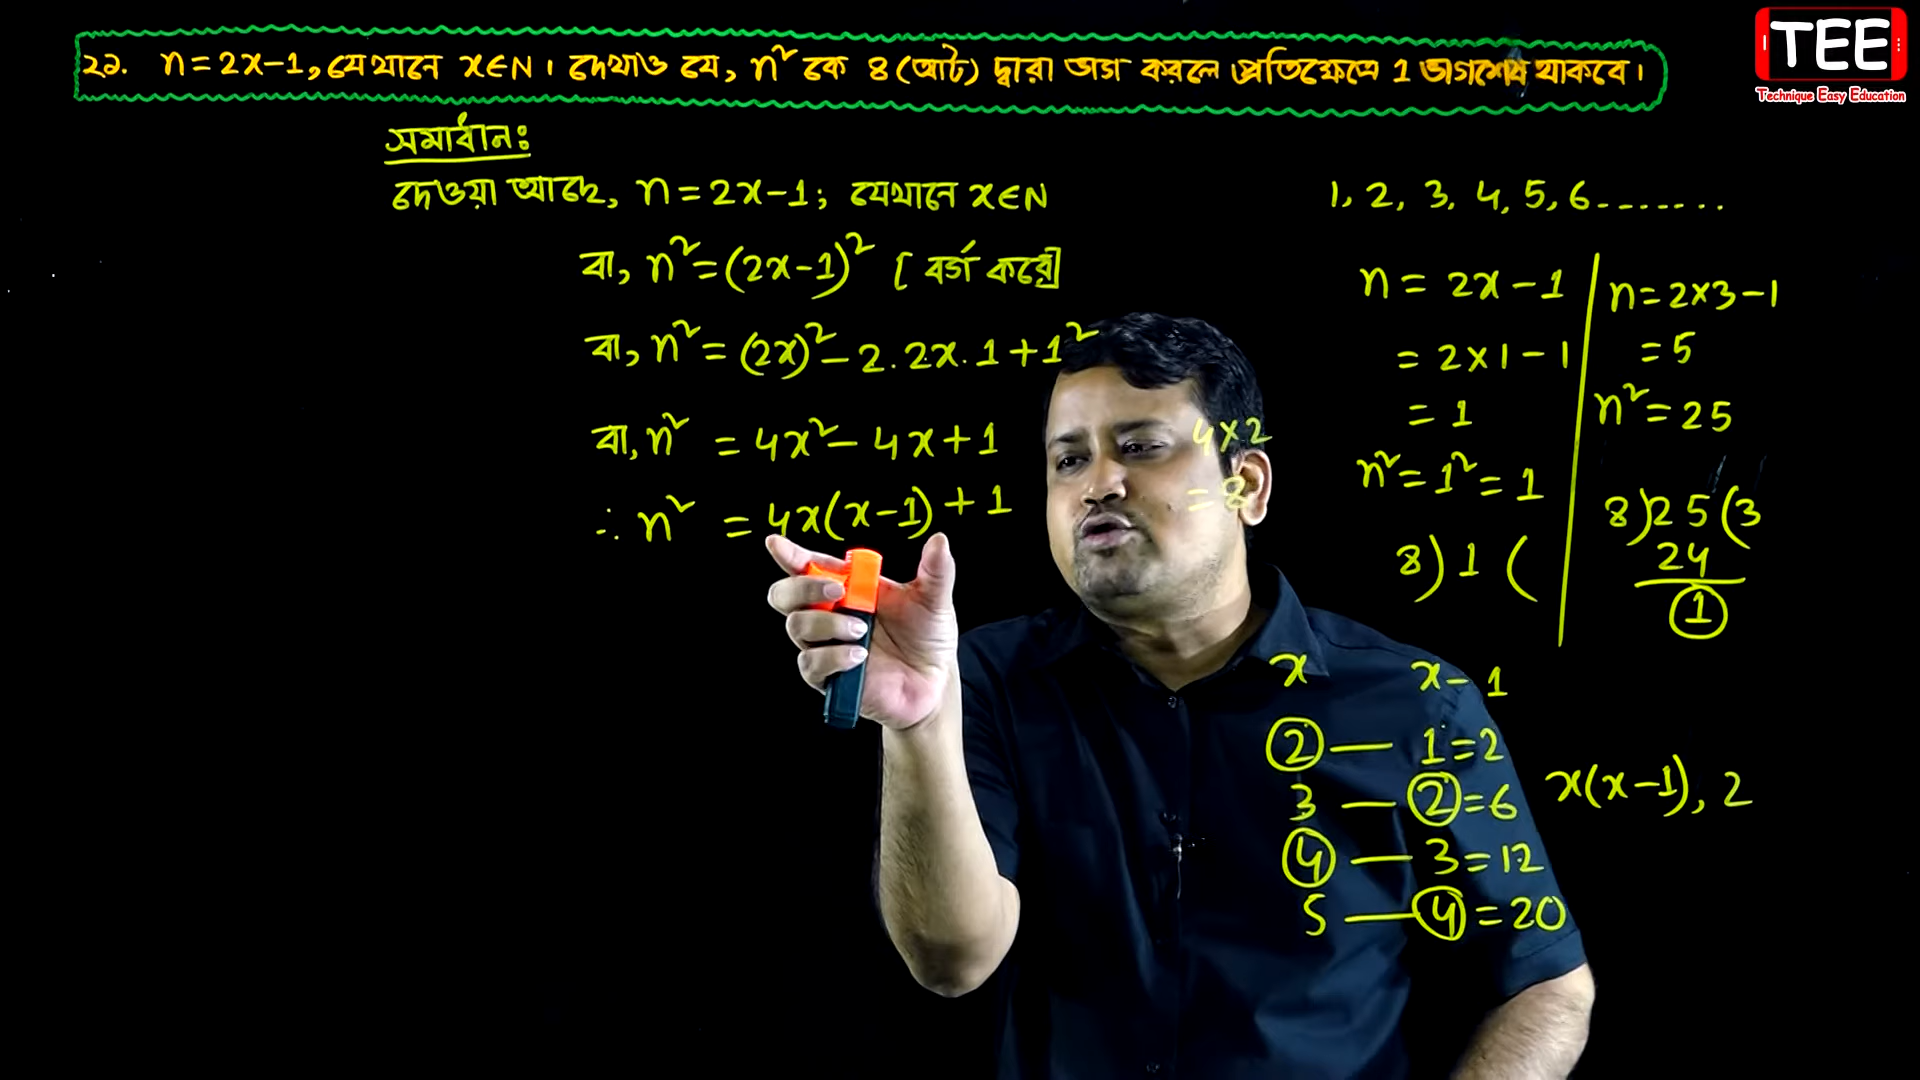 ২১. n=2x-1, যেখানে x∈N। দেখাও যে, n² কে 8 (আট) দ্বারা ভাগ করলে প্রতিক্ষেত্রে 1 ভাগশেষ থাকবে।
TEE
Technique Easy Education
সমাধানঃ
দেওয়া আছে, n=2x-1; যেখানে x∈N
বা, n²=(2x-1)² [বর্গ করে]
বা, n²=(2x)²-2.2x.1+1²
বা, n² =4x²-4x+1
∴ n² =4x(x-1)+1
1, 2, 3, 4, 5, 6.......
n= 2x-1
=2×1-1
=1
n²=1²=1
8)1(
n=2×3-1
=5
n²=25
8)25(3
24
1
4×2
=8
x x-1
2 — 1=2
3 — 2=6
4 — 3=12
5 — 4=20
x(x-1), 2